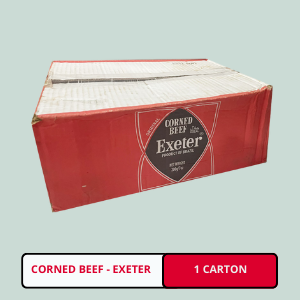 CORNED
BEEF
Exeter
PRODUCT OF BRAZIL
CORNED BEEF - EXETER
1 CARTON